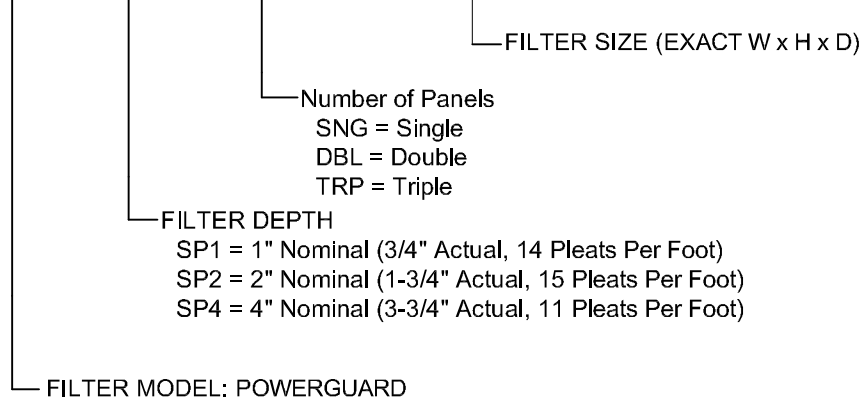 FILTER SIZE (EXACT W x H x D)
Number of Panels
SNG = Single
DBL = Double
TRP = Triple
FILTER DEPTH
SP1 = 1" Nominal (3/4" Actual, 14 Pleats Per Foot)
SP2 = 2" Nominal (1-3/4" Actual, 15 Pleats Per Foot)
SP4 = 4" Nominal (3-3/4" Actual, 11 Pleats Per Foot)
FILTER MODEL: POWERGUARD